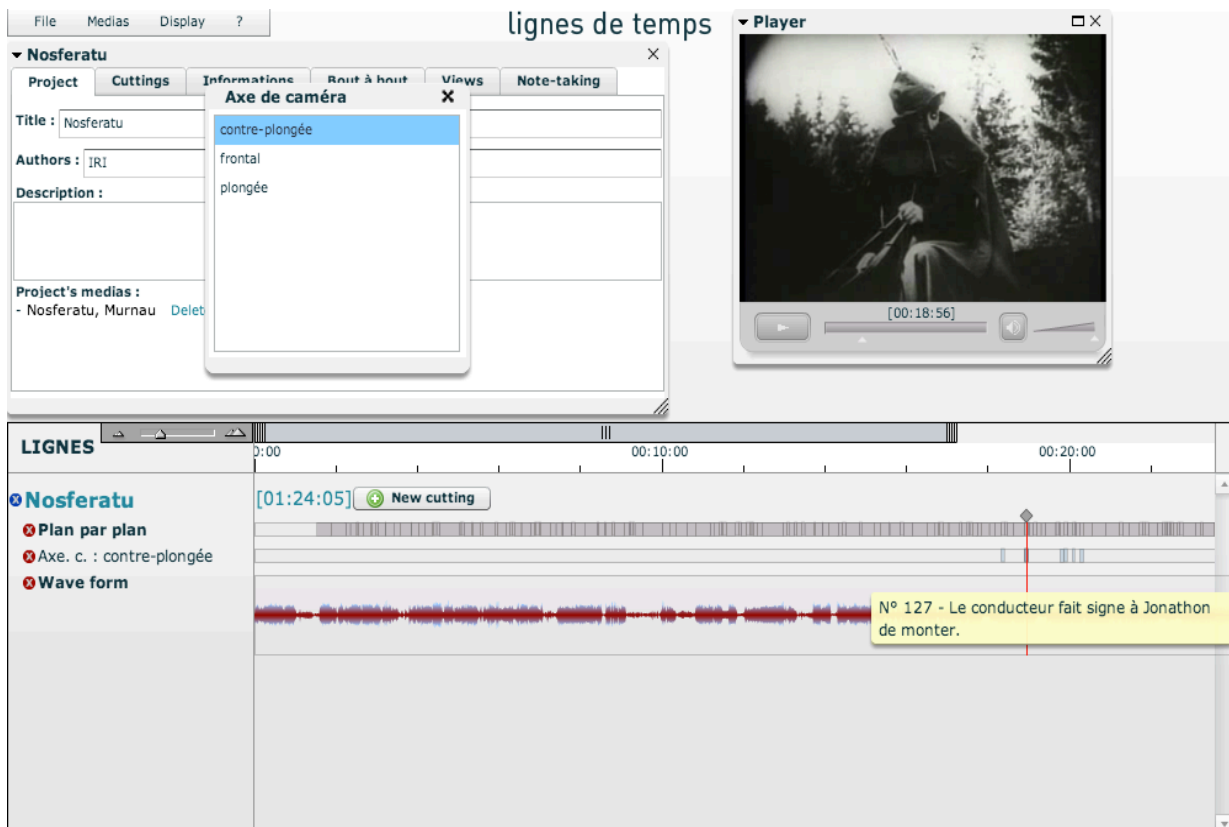 File Medias Display ?
lignes de temps
Nosferatu
Project Cuttings Informations Bout à bout Views Note-taking
Title : Nosferatu
Authors : IRI
Description :
Project's medias :
- Nosferatu, Murnau Delet
Axe de caméra
contre-plongée
frontal
plongée
Player
[00:18:56]
LIGNES
0:00 00:10:00 00:20:00
Nosferatu [01:24:05] New cutting
Plan par plan
Axe. c. : contre-plongée
Wave form
N° 127 - Le conducteur fait signe à Jonathon
de monter.